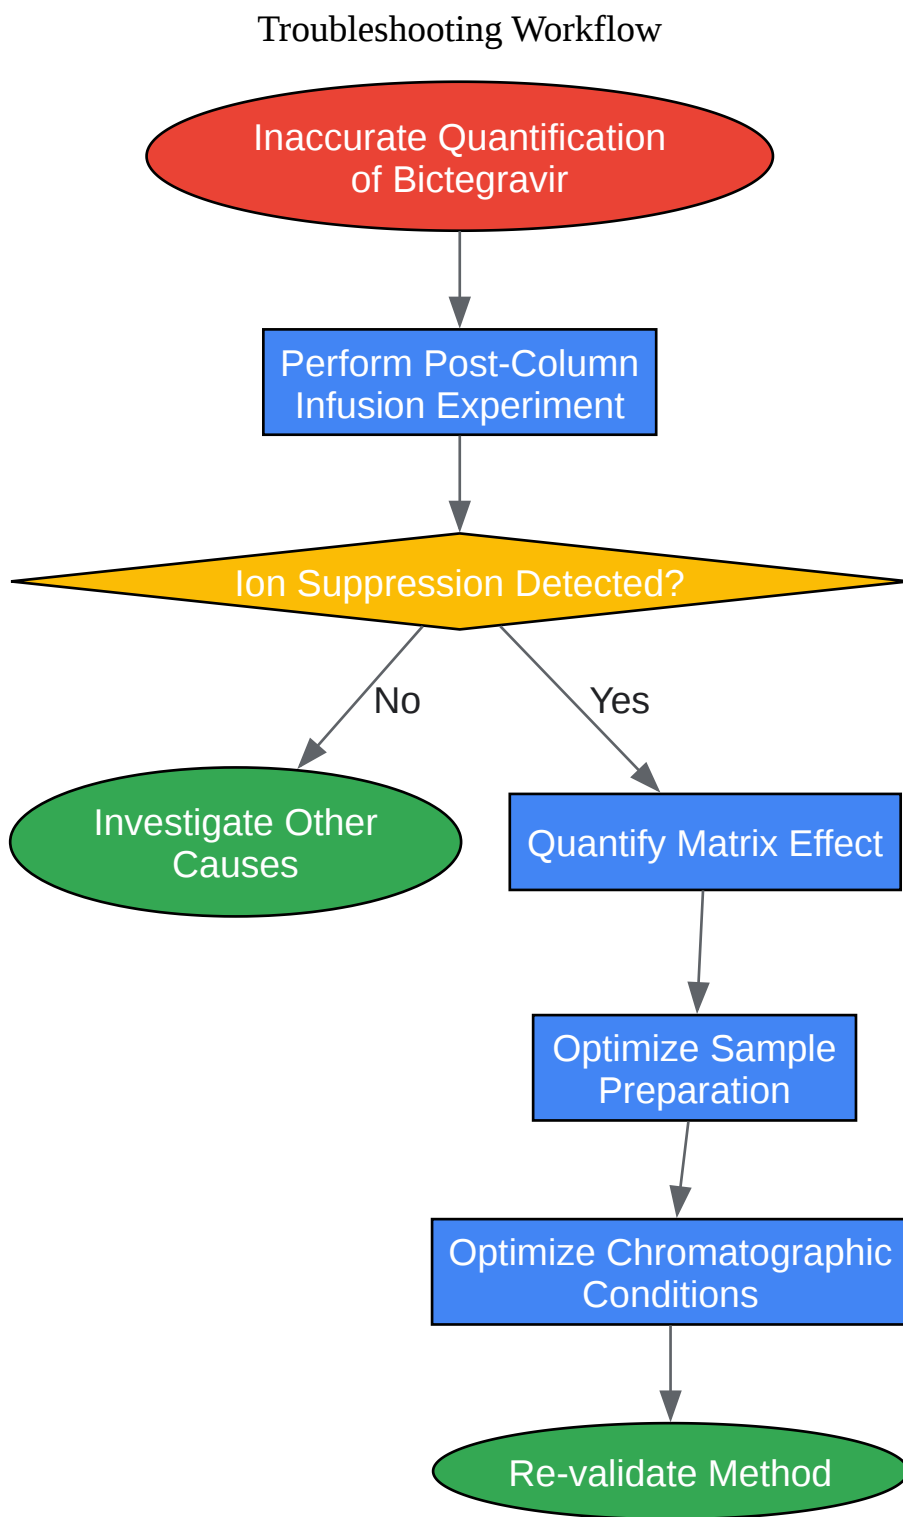 Troubleshooting Workflow
Inaccurate Quantification
of Bictegravir
Perform Post-Column
Infusion Experiment
Ion Suppression Detected?
No
Yes
Investigate Other
Causes
Quantify Matrix Effect
Optimize Sample
Preparation
Optimize Chromatographic
Conditions
Re-validate Method